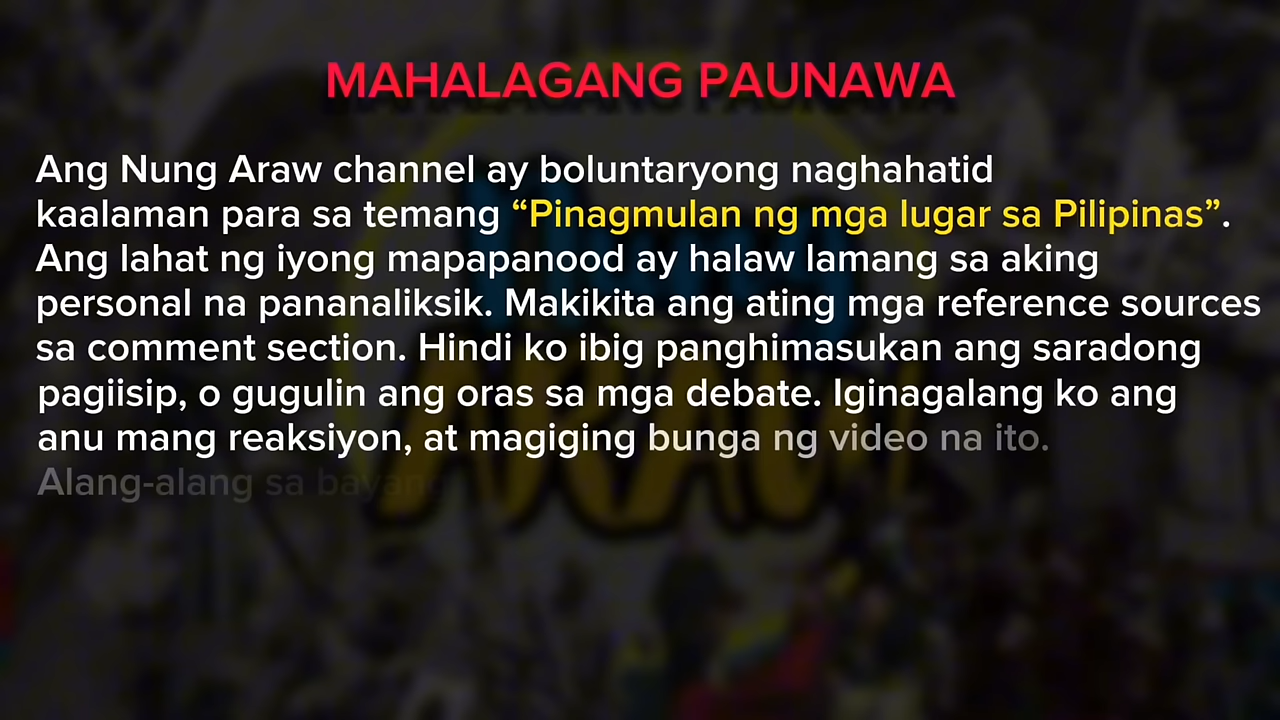 MAHALAGANG PAUNAWA
Ang Nung Araw channel ay boluntaryong naghahatid
kaalaman para sa temang “Pinagmulan ng mga lugar sa Pilipinas”.
Ang lahat ng iyong mapapanood ay halaw lamang sa aking
personal na pananaliksik. Makikita ang ating mga reference sources
sa comment section. Hindi ko ibig panghimasukan ang saradong
pagiisip, o gugulin ang oras sa mga debate. Iginagalang ko ang
anu mang reaksiyon, at magiging bunga ng video na ito.
Alang-alang sa bayang